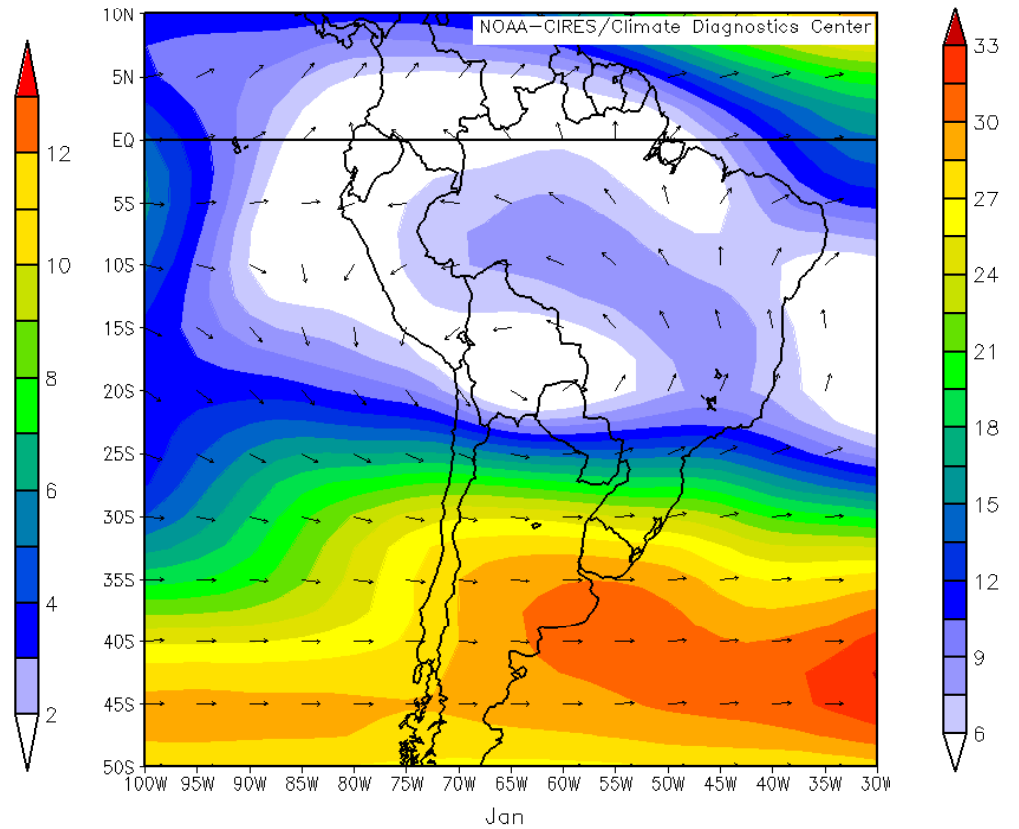 NOAA-CIRES/Climate Diagnostics Center
10N
5N
EQ
5S
10S
15S
20S
25S
30S
35S
40S
45S
50S
100W 95W 90W 85W 80W 75W 70W 65W 60W 55W 50W 45W 40W 35W 30W
Jan
12
10
8
6
4
2
33
30
27
24
21
18
15
12
9
6